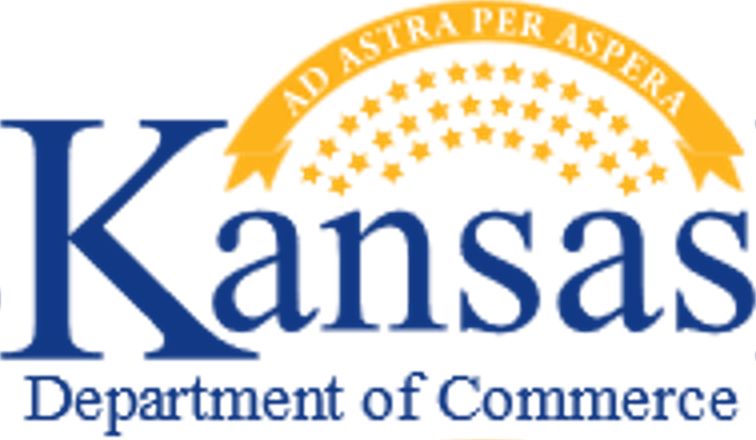 AD ASTRA PER ASPERA
Kansas
Department of Commerce